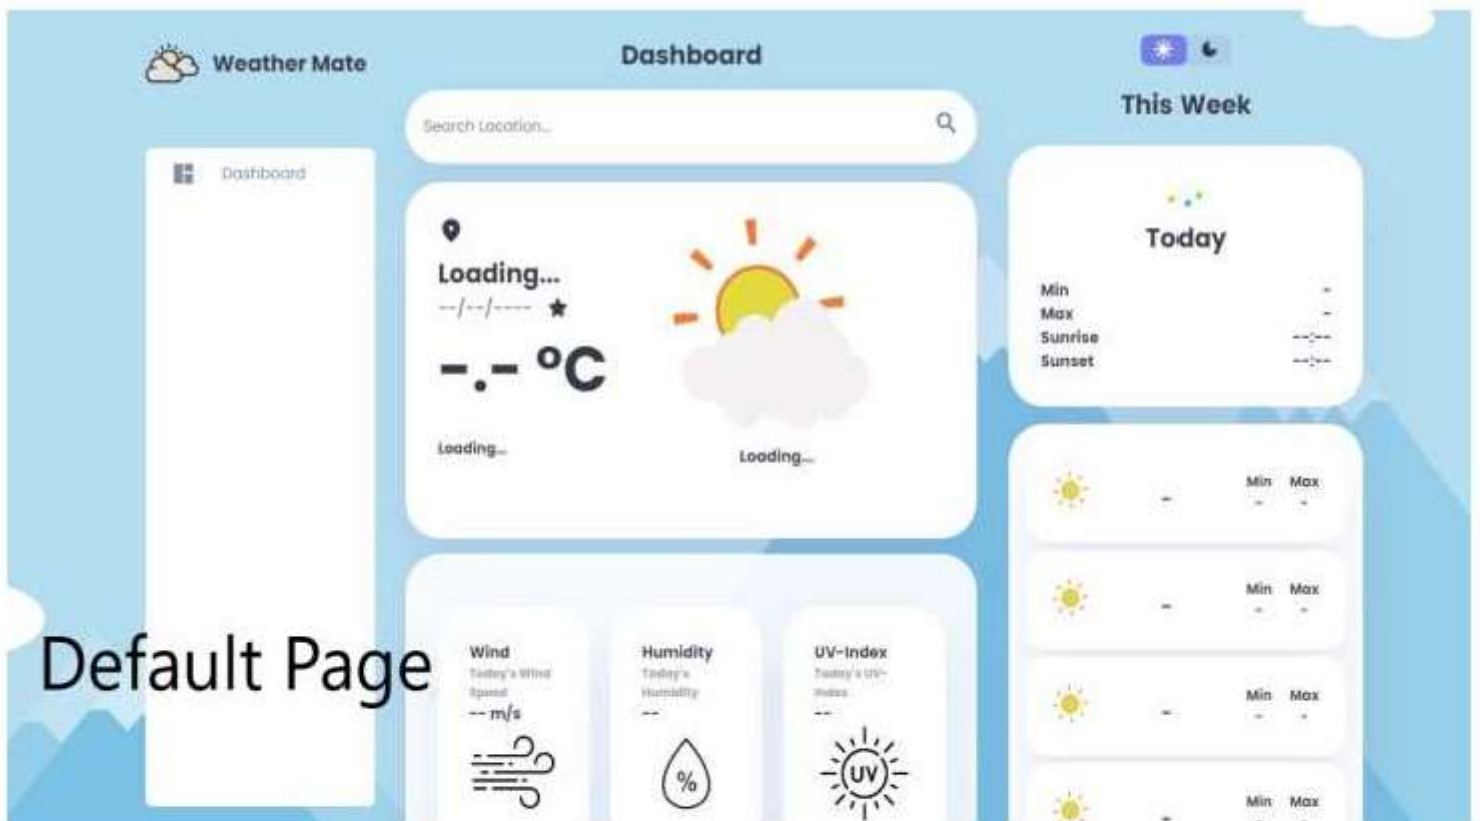 Weather Mate
Dashboard
This Week
Search Location...
Dashboard
Loading...
--/--/----
-.- °C
Loading...
Loading...
Today
Min -
Max -
Sunrise --:--
Sunset --:--
- Min Max
- -
- Min Max
- -
- Min Max
- -
- Min Max
Default Page
Wind
Today's Wind
Speed
-- m/s
Humidity
Today's
Humidity
--
%
UV-Index
Today's UV-
Index
--
UV